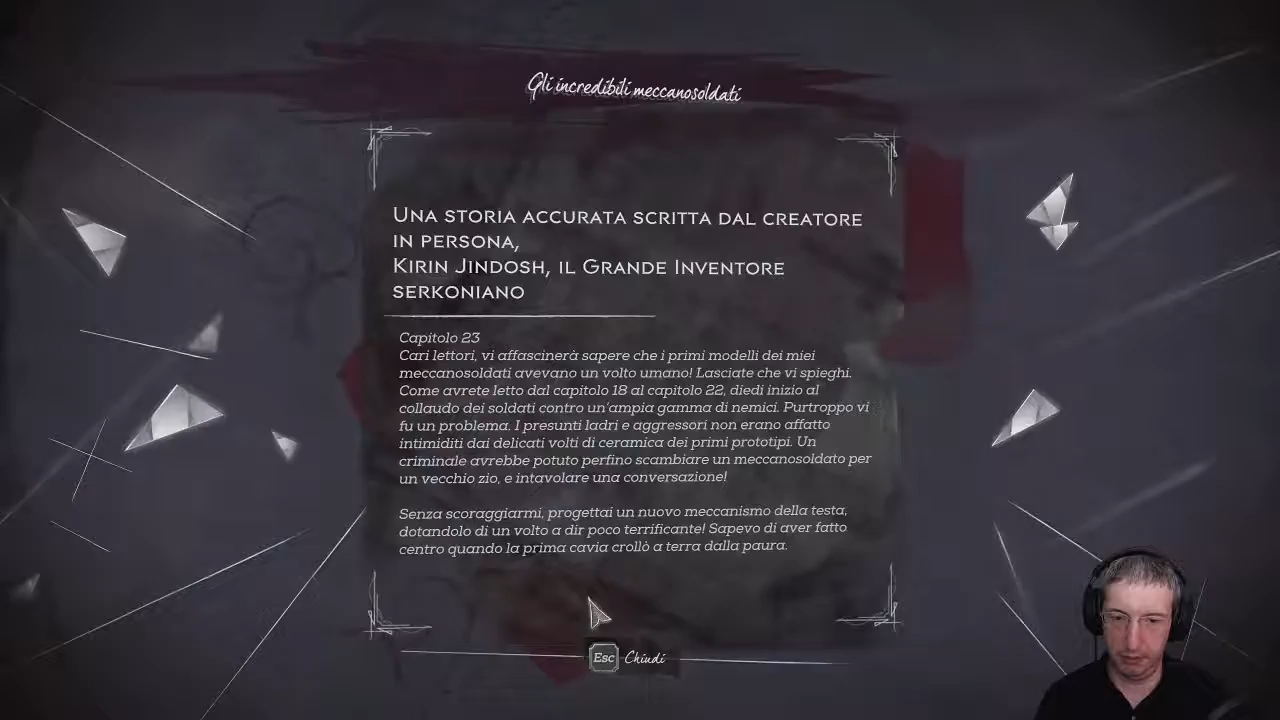 Gli incredibili meccanosoldati
Una storia accurata scritta dal creatore
in persona,
Kirin Jindosh, il Grande Inventore
serkoniano
Capitolo 23
Cari lettori, vi affascinerà sapere che i primi modelli dei miei
meccanosoldati avevano un volto umano! Lasciate che vi spieghi.
Come avrete letto dal capitolo 18 al capitolo 22, diedi inizio al
collaudo dei soldati contro un'ampia gamma di nemici. Purtroppo vi
fu un problema. I presunti ladri e aggressori non erano affatto
intimiditi dai delicati volti di ceramica dei primi prototipi. Un
criminale avrebbe potuto perfino scambiare un meccanosoldato per
un vecchio zio, e intavolare una conversazione!
Senza scoraggiarmi, progettai un nuovo meccanismo della testa,
dotandolo di un volto a dir poco terrificante! Sapevo di aver fatto
centro quando la prima cavia crollò a terra dalla paura.
Esc Chiudi